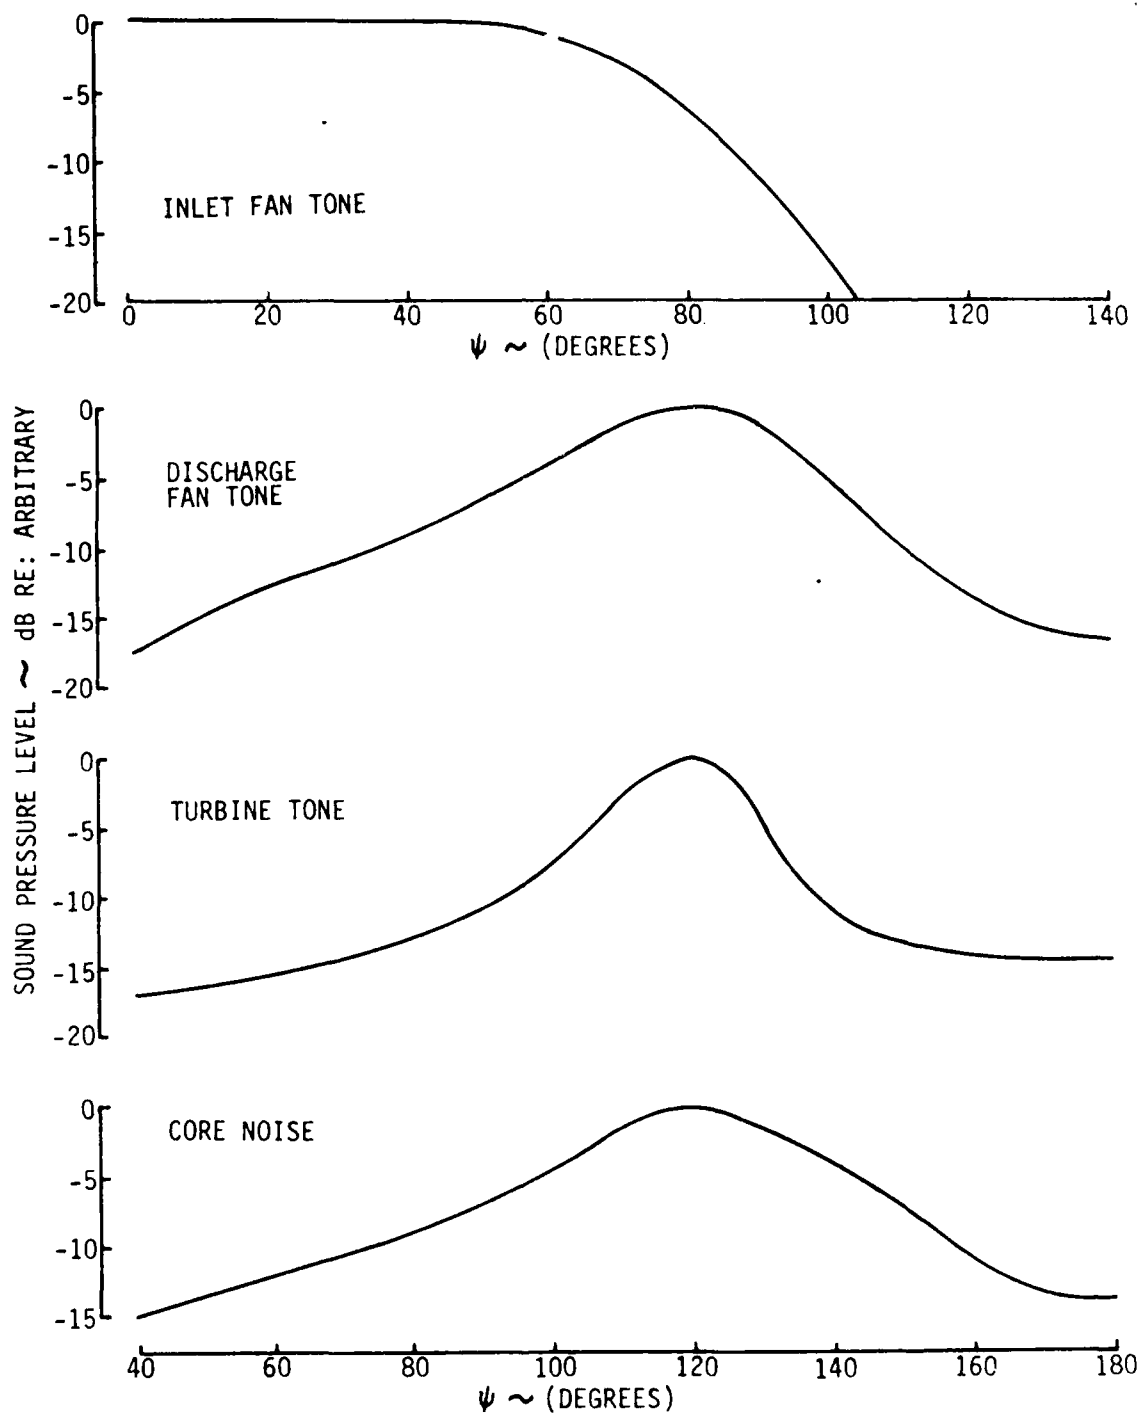 0
-5
-10
-15
-20
INLET FAN TONE
0 20 40 60 80 100 120 140
ψ ~ (DEGREES)
SOUND PRESSURE LEVEL ~ dB RE: ARBITRARY
0
-5
-10
-15
-20
DISCHARGE
FAN TONE
0
-5
-10
-15
-20
TURBINE TONE
0
-5
-10
-15
CORE NOISE
40 60 80 100 120 140 160 180
ψ ~ (DEGREES)